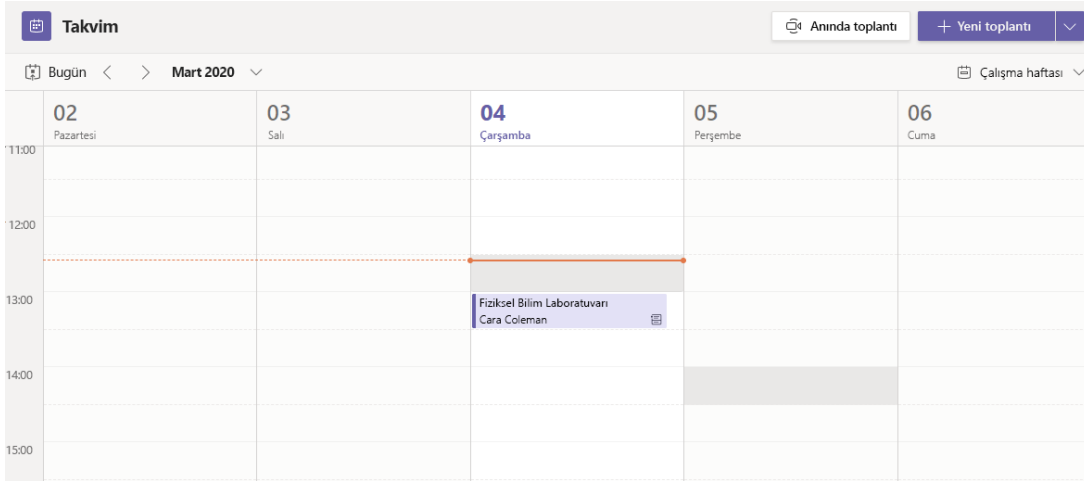 Takvim
Anında toplantı
+ Yeni toplantı
Bugün
Mart 2020
Çalışma haftası
02
Pazartesi
03
Salı
04
Çarşamba
05
Perşembe
06
Cuma
11:00
12:00
13:00
Fiziksel Bilim Laboratuvarı
Cara Coleman
14:00
15:00